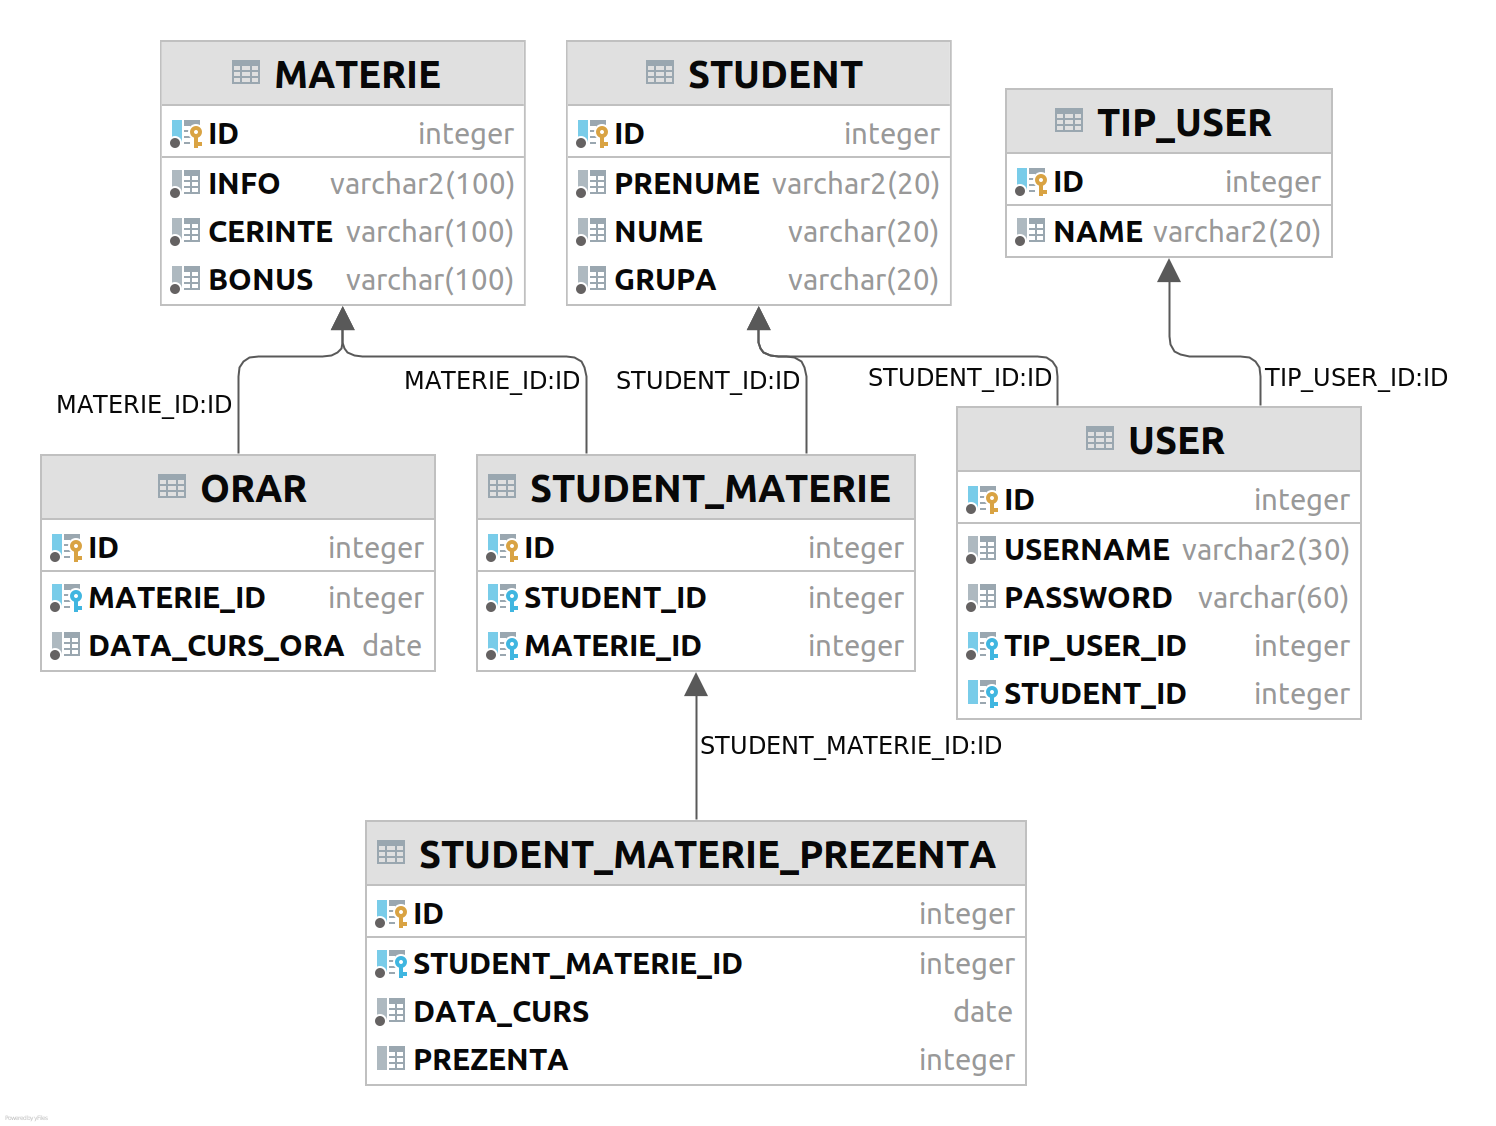 MATERIE
ID integer
INFO varchar2(100)
CERINTE varchar(100)
BONUS varchar(100)
STUDENT
ID integer
PRENUME varchar2(20)
NUME varchar(20)
GRUPA varchar(20)
TIP_USER
ID integer
NAME varchar2(20)
MATERIE_ID:ID
MATERIE_ID:ID
STUDENT_ID:ID
STUDENT_ID:ID
TIP_USER_ID:ID
ORAR
ID integer
MATERIE_ID integer
DATA_CURS_ORA date
STUDENT_MATERIE
ID integer
STUDENT_ID integer
MATERIE_ID integer
USER
ID integer
USERNAME varchar2(30)
PASSWORD varchar(60)
TIP_USER_ID integer
STUDENT_ID integer
STUDENT_MATERIE_ID:ID
STUDENT_MATERIE_PREZENTA
ID integer
STUDENT_MATERIE_ID integer
DATA_CURS date
PREZENTA integer
Powered by yFiles